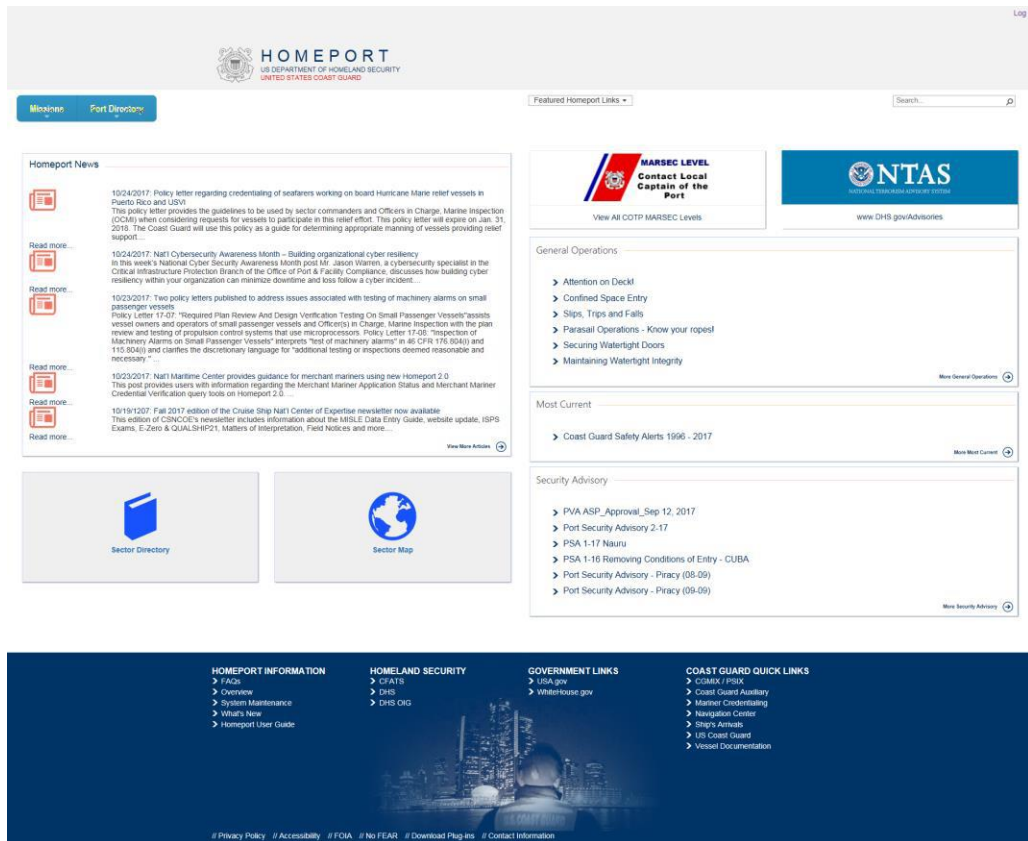 Log
HOMEPORT
US DEPARTMENT OF HOMELAND SECURITY
UNITED STATES COAST GUARD
Missions Port Directory
Featured Homeport Links
Search...
Homeport News
10/24/2017: Policy letter regarding credentialing of seafarers working on board Hurricane Marie relief vessels in
Puerto Rico and USVI
This policy letter provides the guidelines to be used by sector commanders and Officers in Charge, Marine Inspection
(OCMI) when considering requests for vessels to participate in this relief effort. This policy letter will expire on Jan. 31,
2018. The Coast Guard will use this policy as a guide for determining appropriate manning of vessels providing relief
support....
Read more...
10/24/2017: Nat'l Cybersecurity Awareness Month – Building organizational cyber resiliency
In this week's National Cyber Security Awareness Month post Mr. Jason Warren, a cybersecurity specialist in the
Critical Infrastructure Protection Branch of the Office of Port & Facility Compliance, discusses how building cyber
resiliency within your organization can minimize downtime and loss follow a cyber incident....
Read more...
10/23/2017: Two policy letters published to address issues associated with testing of machinery alarms on small
passenger vessels
Policy Letter 17-07: "Required Plan Review And Design Verification Testing On Small Passenger Vessels"assists
vessel owners and operators of small passenger vessels and Officer(s) in Charge, Marine Inspection with the plan
review and testing of propulsion control systems that use microprocessors. Policy Letter 17-08: "Inspection of
Machinery Alarms on Small Passenger Vessels" interprets "test of machinery alarms" in 46 CFR 176.804(i) and
115.804(i) and clarifies the discretionary language for "additional testing or inspections deemed reasonable and
necessary." ...
Read more...
10/23/2017: Nat'l Maritime Center provides guidance for merchant mariners using new Homeport 2.0
This post provides users with information regarding the Merchant Mariner Application Status and Merchant Mariner
Credential Verification query tools on Homeport 2.0. ...
Read more...
10/19/1207: Fall 2017 edition of the Cruise Ship Nat'l Center of Expertise newsletter now available
This edition of CSNCOE's newsletter includes information about the MISLE Data Entry Guide, website update, ISPS
Exams, E-Zero & QUALSHIP21, Matters of Interpretation, Field Notices and more....
Read more...
View More Articles
Sector Directory
Sector Map
MARSEC LEVEL
Contact Local
Captain of the
Port
View All COTP MARSEC Levels
NTAS
NATIONAL TERRORISM ADVISORY SYSTEM
www.DHS.gov/Advisories
General Operations
Attention on Deck!
Confined Space Entry
Slips, Trips and Falls
Parasail Operations - Know your ropes!
Securing Watertight Doors
Maintaining Watertight Integrity
More General Operations
Most Current
Coast Guard Safety Alerts 1996 - 2017
More Most Current
Security Advisory
PVA ASP_Approval_Sep 12, 2017
Port Security Advisory 2-17
PSA 1-17 Nauru
PSA 1-16 Removing Conditions of Entry - CUBA
Port Security Advisory - Piracy (08-09)
Port Security Advisory - Piracy (09-09)
More Security Advisory
HOMEPORT INFORMATION
FAQs
Overview
System Maintenance
What's New
Homeport User Guide
HOMELAND SECURITY
CFATS
DHS
DHS OIG
GOVERNMENT LINKS
USA.gov
WhiteHouse.gov
COAST GUARD QUICK LINKS
CGMIX / PSIX
Coast Guard Auxiliary
Mariner Credentialing
Navigation Center
Ship's Arrivals
US Coast Guard
Vessel Documentation
US COAST GUARD
// Privacy Policy // Accessibility // FOIA // No FEAR // Download Plug-ins // Contact Information